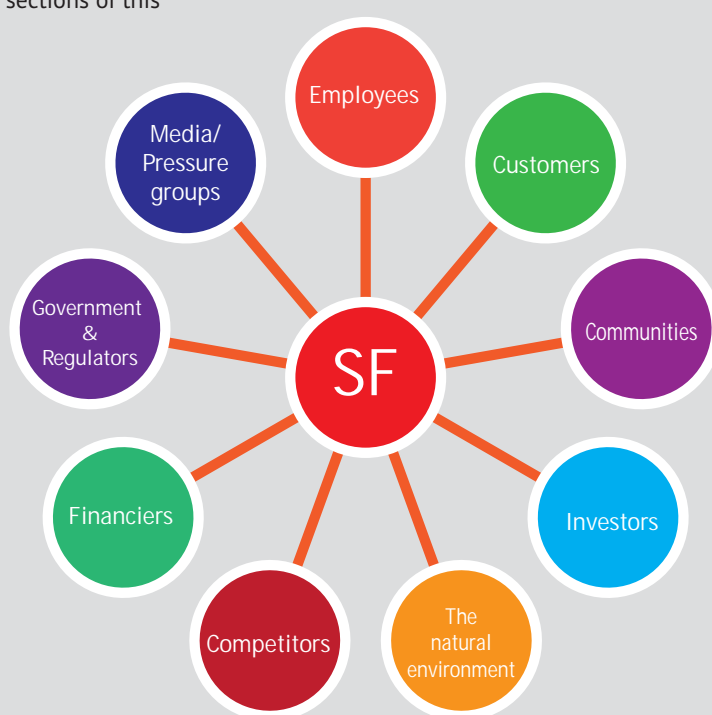 sections of this
Employees
Media/
Pressure
groups
Customers
Government
&
Regulators
Communities
SF
Financiers
Investors
Competitors
The
natural
environment